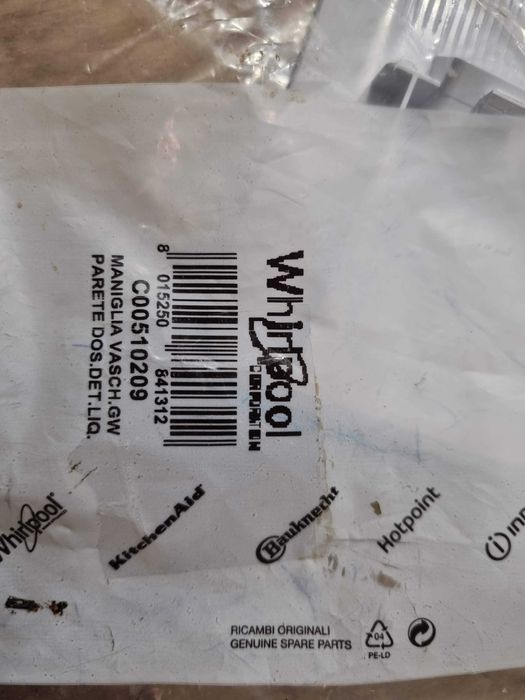 Whirlpool
CORPORATION
8 015250 841312
C00510209
MANIGLIA VASCH.GW
PARETE DOS.DET.LIQ.
Whirlpool
KitchenAid
Bauknecht
Hotpoint
RICAMBI ORIGINALI
GENUINE SPARE PARTS
04
PE-LD